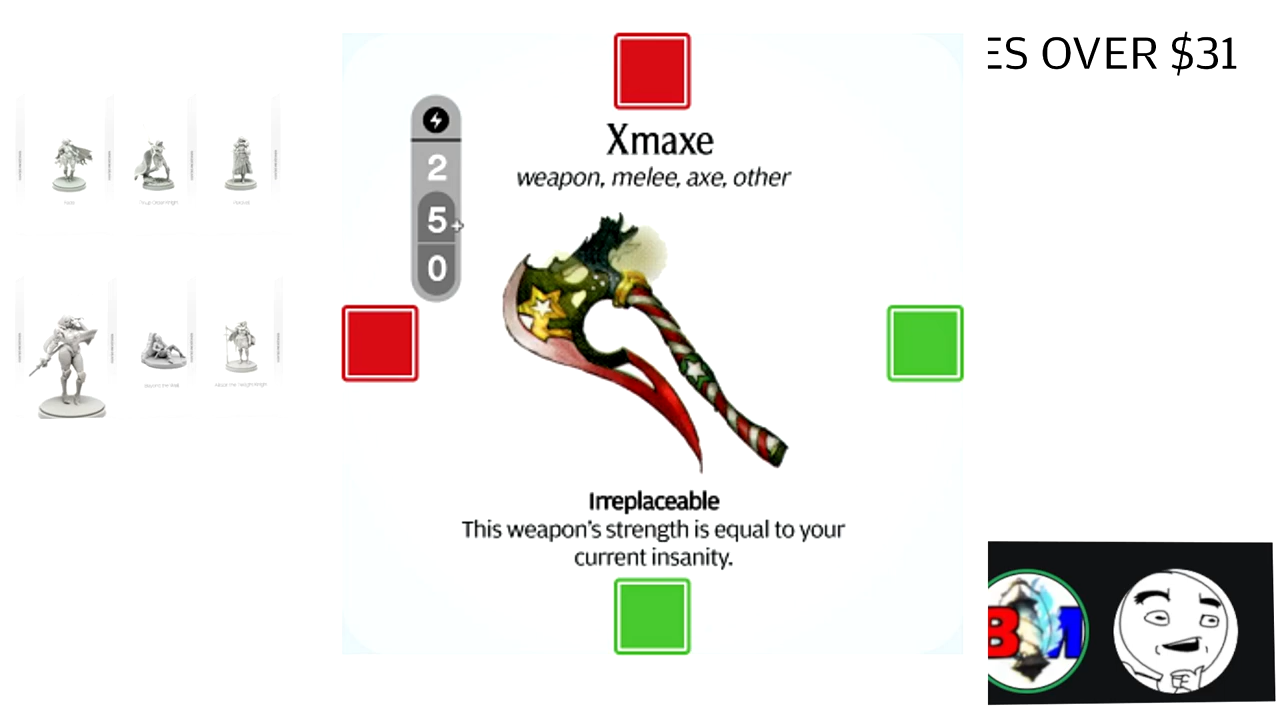 ES OVER $31
Xmaxe
weapon, melee, axe, other
2
5+
0
Irreplaceable
This weapon's strength is equal to your
current insanity.
B